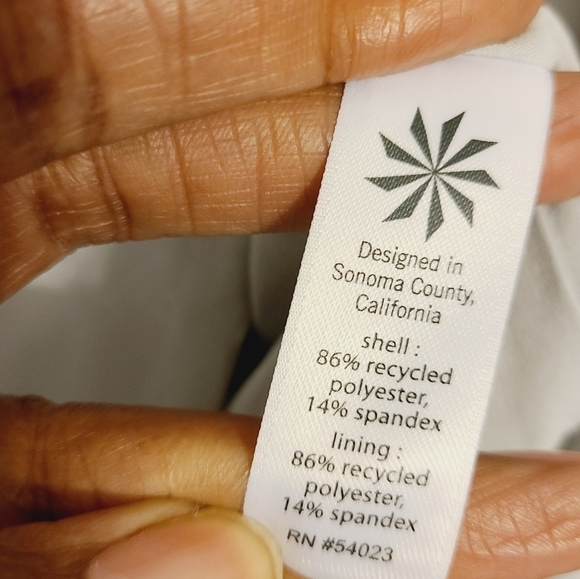 Designed in
Sonoma County,
California
shell :
86% recycled
polyester,
14% spandex
lining :
86% recycled
polyester,
14% spandex
RN #54023